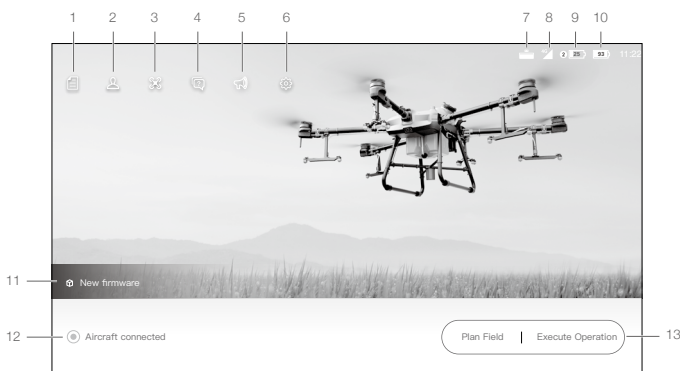 1 2 3 4 5 6 7 8 9 10
2 25 93 11:22
11 New firmware
12 Aircraft connected Plan Field Execute Operation 13